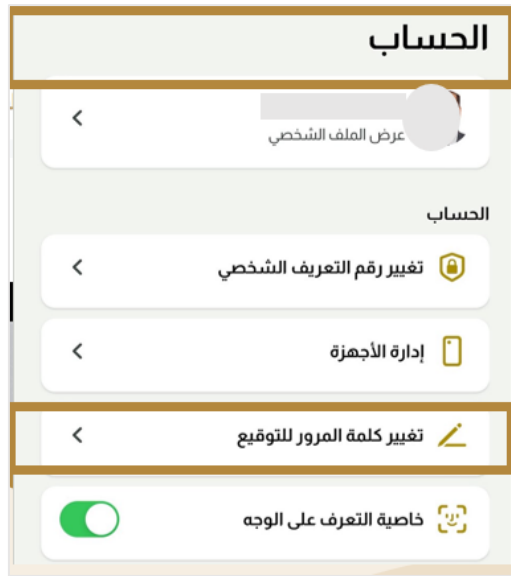 الحساب
عرض الملف الشخصي
الحساب
تغيير رقم التعريف الشخصي
إدارة الأجهزة
تغيير كلمة المرور للتوقيع
خاصية التعرف على الوجه